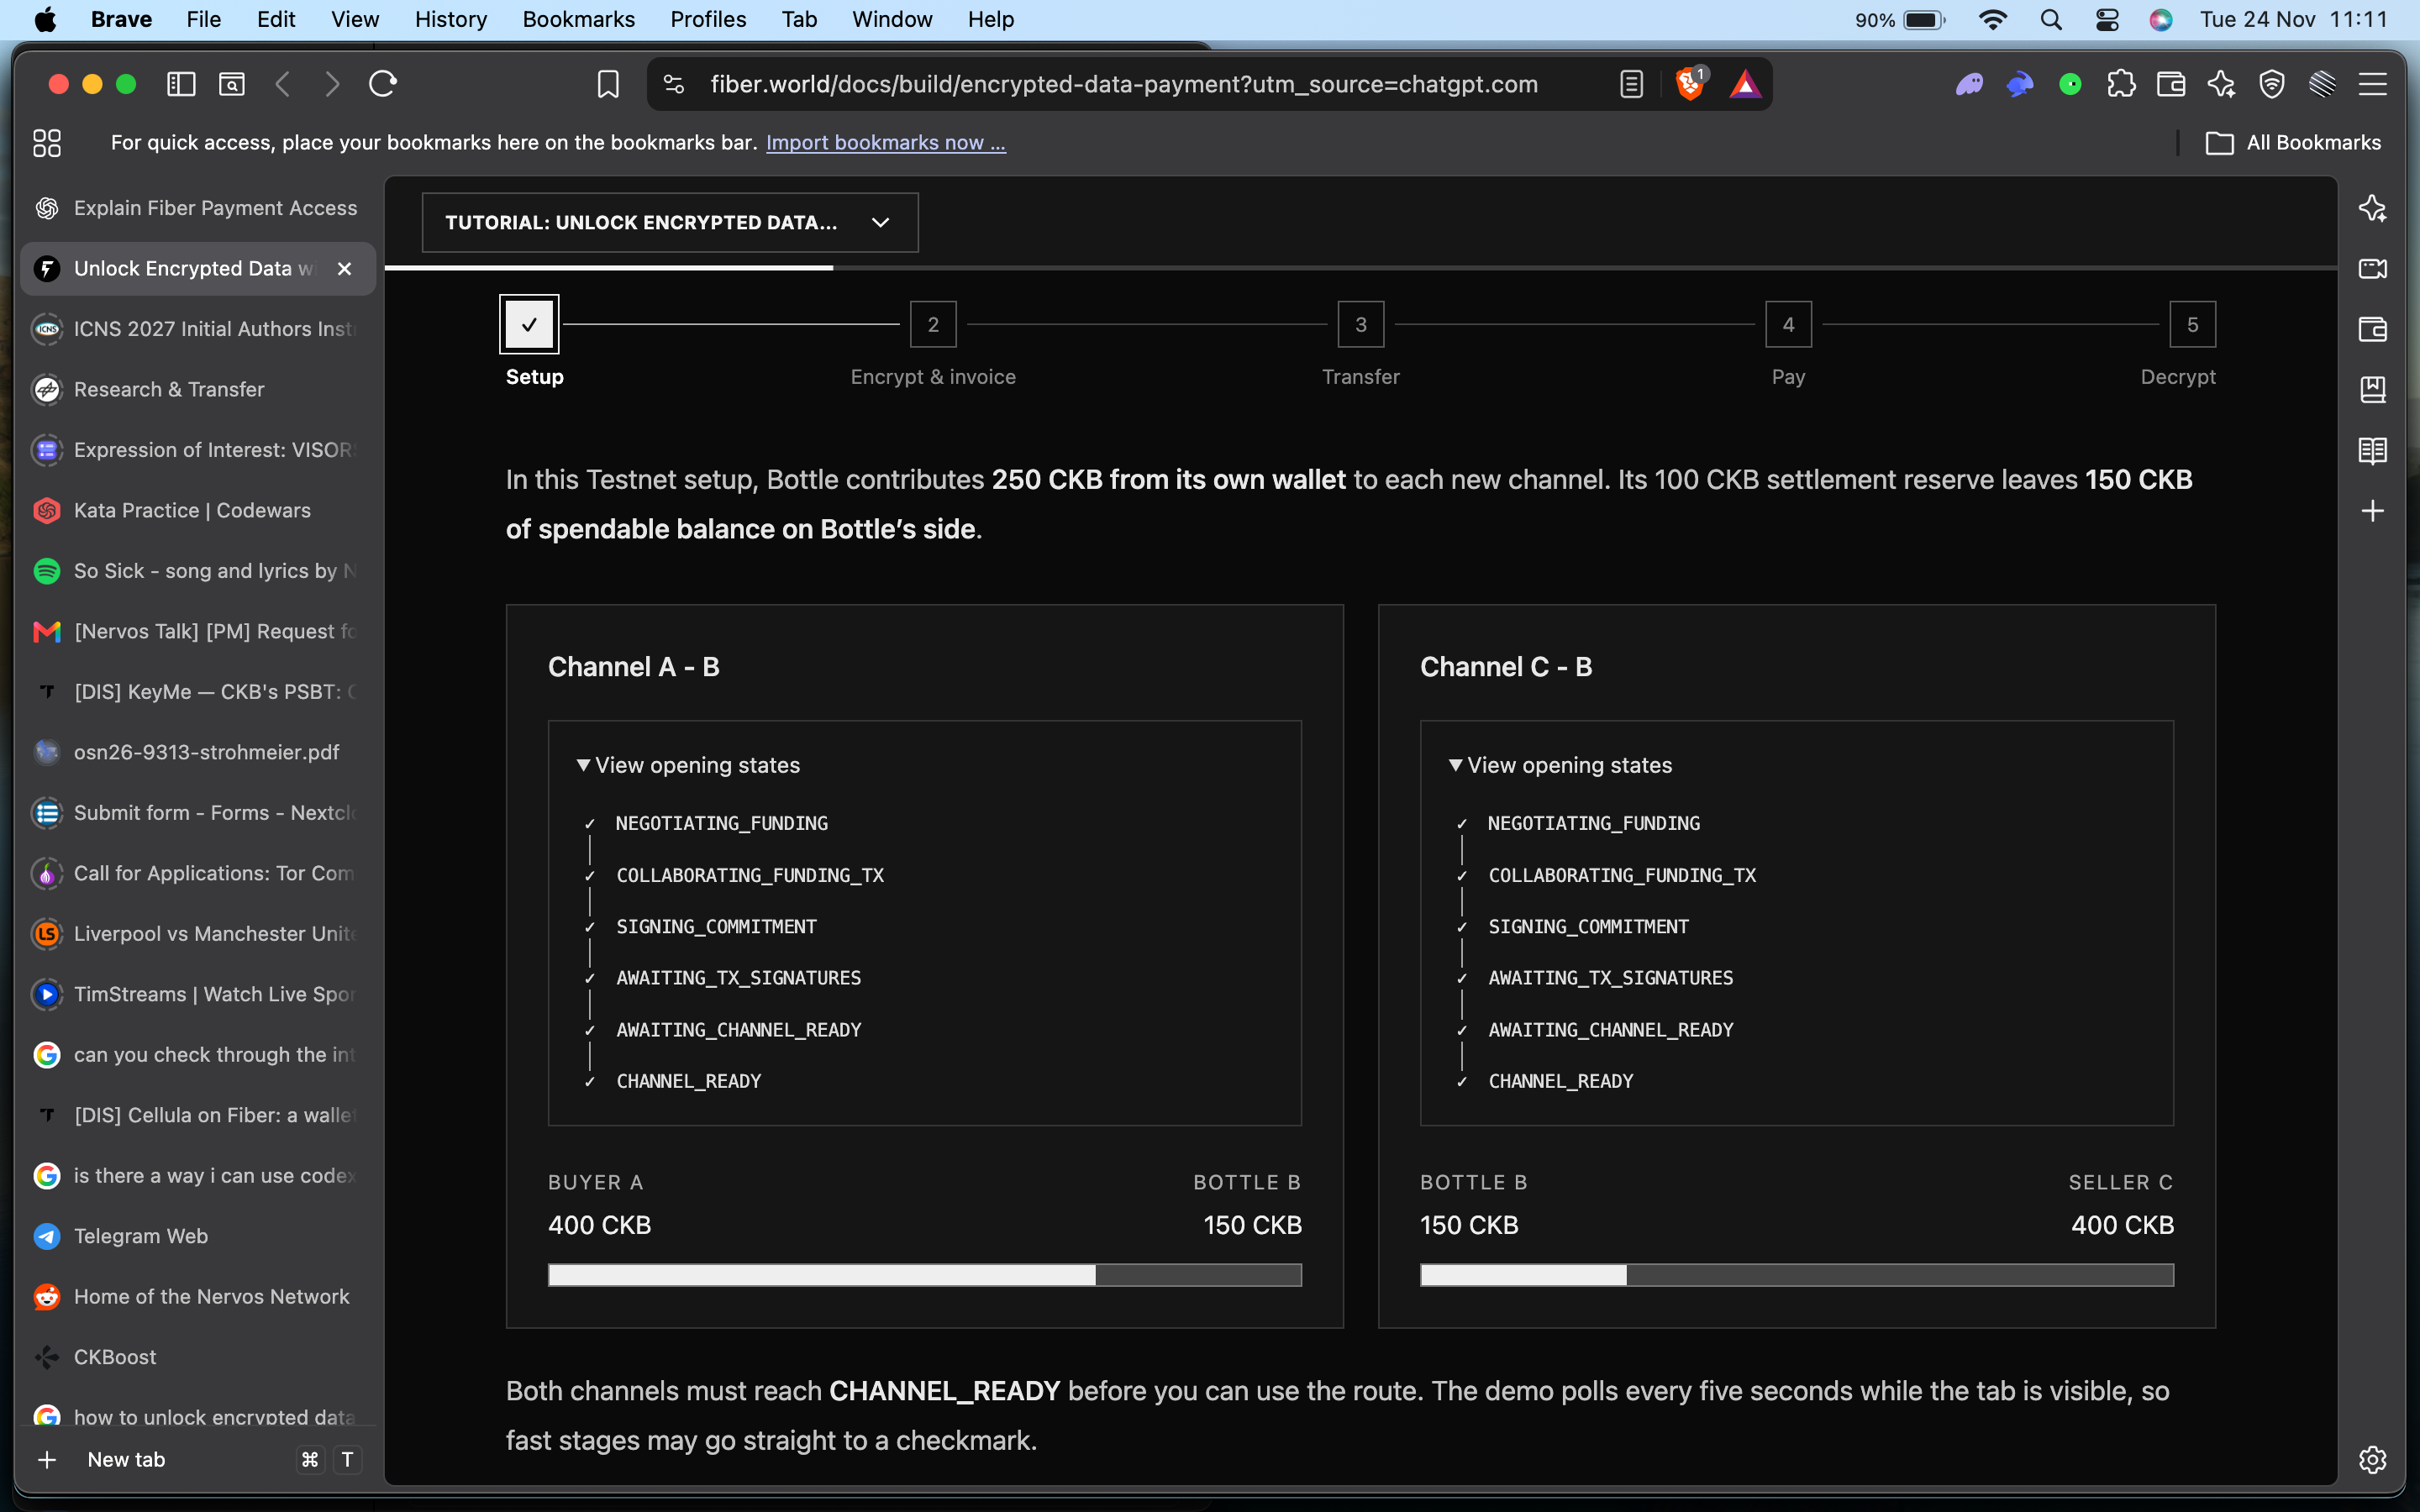 Brave File Edit View History Bookmarks Profiles Tab Window Help 90% Tue 24 Nov 11:11
fiber.world/docs/build/encrypted-data-payment?utm_source=chatgpt.com 1
For quick access, place your bookmarks here on the bookmarks bar. Import bookmarks now ... All Bookmarks
Explain Fiber Payment Access
Unlock Encrypted Data w
ICNS 2027 Initial Authors Inst
Research & Transfer
Expression of Interest: VISOR
Kata Practice | Codewars
So Sick - song and lyrics by N
[Nervos Talk] [PM] Request fo
[DIS] KeyMe — CKB's PSBT: C
osn26-9313-strohmeier.pdf
Submit form - Forms - Nextclo
Call for Applications: Tor Com
Liverpool vs Manchester Unite
TimStreams | Watch Live Spor
can you check through the int
[DIS] Cellula on Fiber: a wallet
is there a way i can use codex
Telegram Web
Home of the Nervos Network
CKBoost
how to unlock encrypted data
New tab ⌘ T
TUTORIAL: UNLOCK ENCRYPTED DATA...
2 3 4 5
Setup Encrypt & invoice Transfer Pay Decrypt
In this Testnet setup, Bottle contributes 250 CKB from its own wallet to each new channel. Its 100 CKB settlement reserve leaves 150 CKB
of spendable balance on Bottle’s side.
Channel A - B
View opening states
NEGOTIATING_FUNDING
COLLABORATING_FUNDING_TX
SIGNING_COMMITMENT
AWAITING_TX_SIGNATURES
AWAITING_CHANNEL_READY
CHANNEL_READY
BUYER A BOTTLE B
400 CKB 150 CKB
Channel C - B
View opening states
NEGOTIATING_FUNDING
COLLABORATING_FUNDING_TX
SIGNING_COMMITMENT
AWAITING_TX_SIGNATURES
AWAITING_CHANNEL_READY
CHANNEL_READY
BOTTLE B SELLER C
150 CKB 400 CKB
Both channels must reach CHANNEL_READY before you can use the route. The demo polls every five seconds while the tab is visible, so
fast stages may go straight to a checkmark.